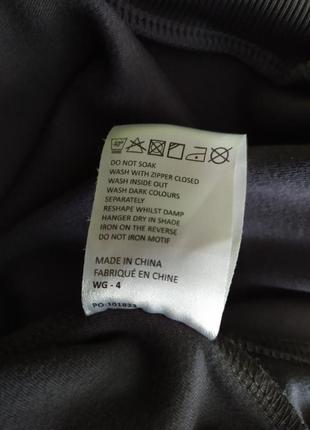 40°
DO NOT SOAK
WASH WITH ZIPPER CLOSED
WASH INSIDE OUT
WASH DARK COLOURS
SEPARATELY
RESHAPE WHILST DAMP
HANGER DRY IN SHADE
IRON ON THE REVERSE
DO NOT IRON MOTIF
MADE IN CHINA
FABRIQUÉ EN CHINE
WG - 4